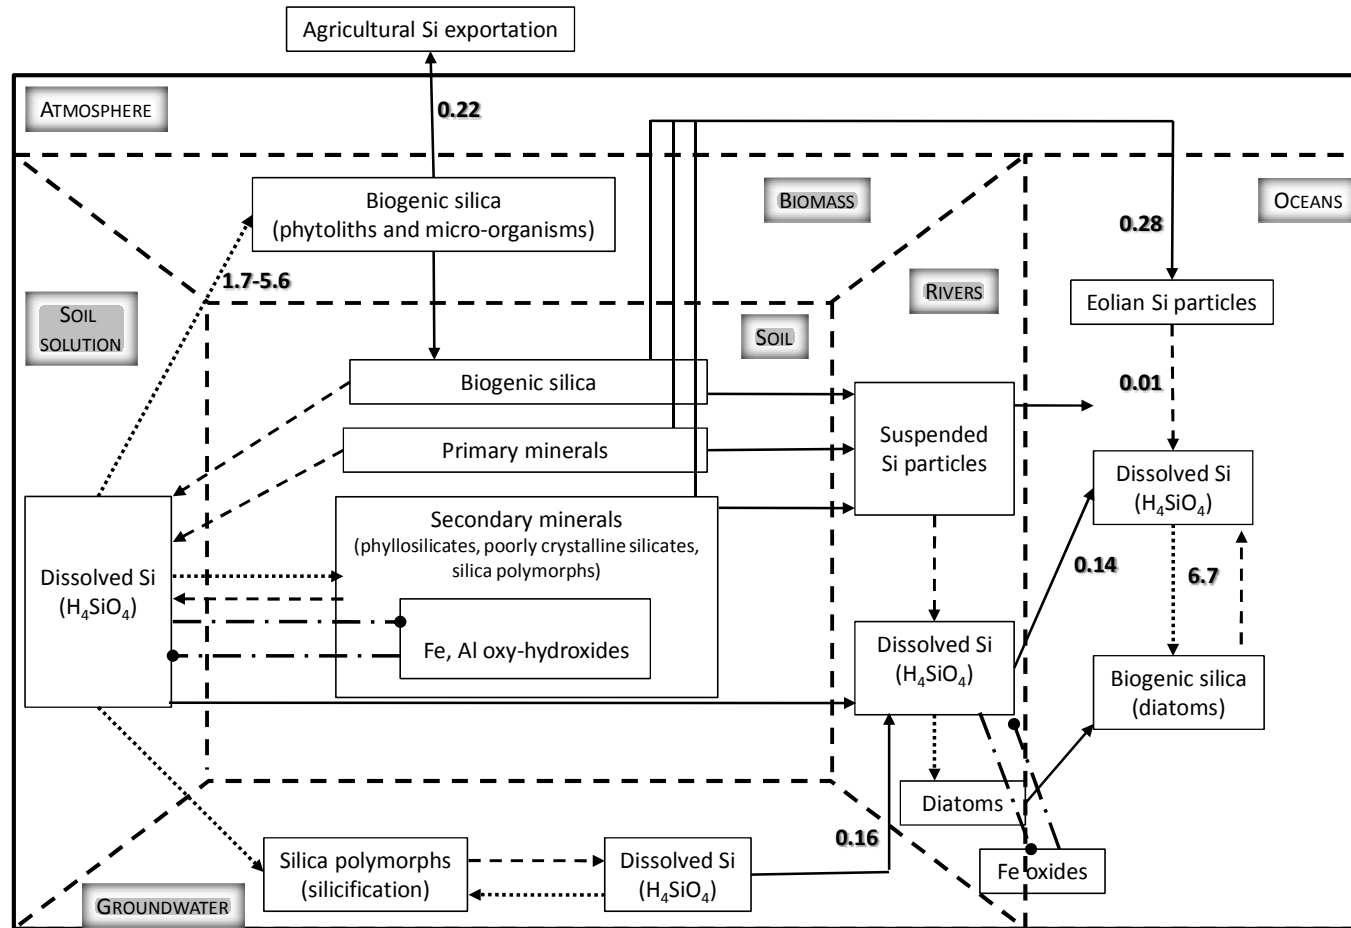 Agricultural Si exportation
ATMOSPHERE
0.22
Biogenic silica
(phytoliths and micro-organisms)
BIOMASS
OCEANS
0.28
1.7-5.6
RIVERS
Eolian Si particles
SOIL
SOLUTION
SOIL
Biogenic silica
0.01
Suspended
Si particles
Primary minerals
Dissolved Si
(H₄SiO₄)
Secondary minerals
(phyllosilicates, poorly crystalline silicates,
silica polymorphs)
Dissolved Si
(H₄SiO₄)
0.14
6.7
Fe, Al oxy-hydroxides
Dissolved Si
(H₄SiO₄)
Biogenic silica
(diatoms)
Diatoms
0.16
Silica polymorphs
(silicification)
Dissolved Si
(H₄SiO₄)
Fe oxides
GROUNDWATER